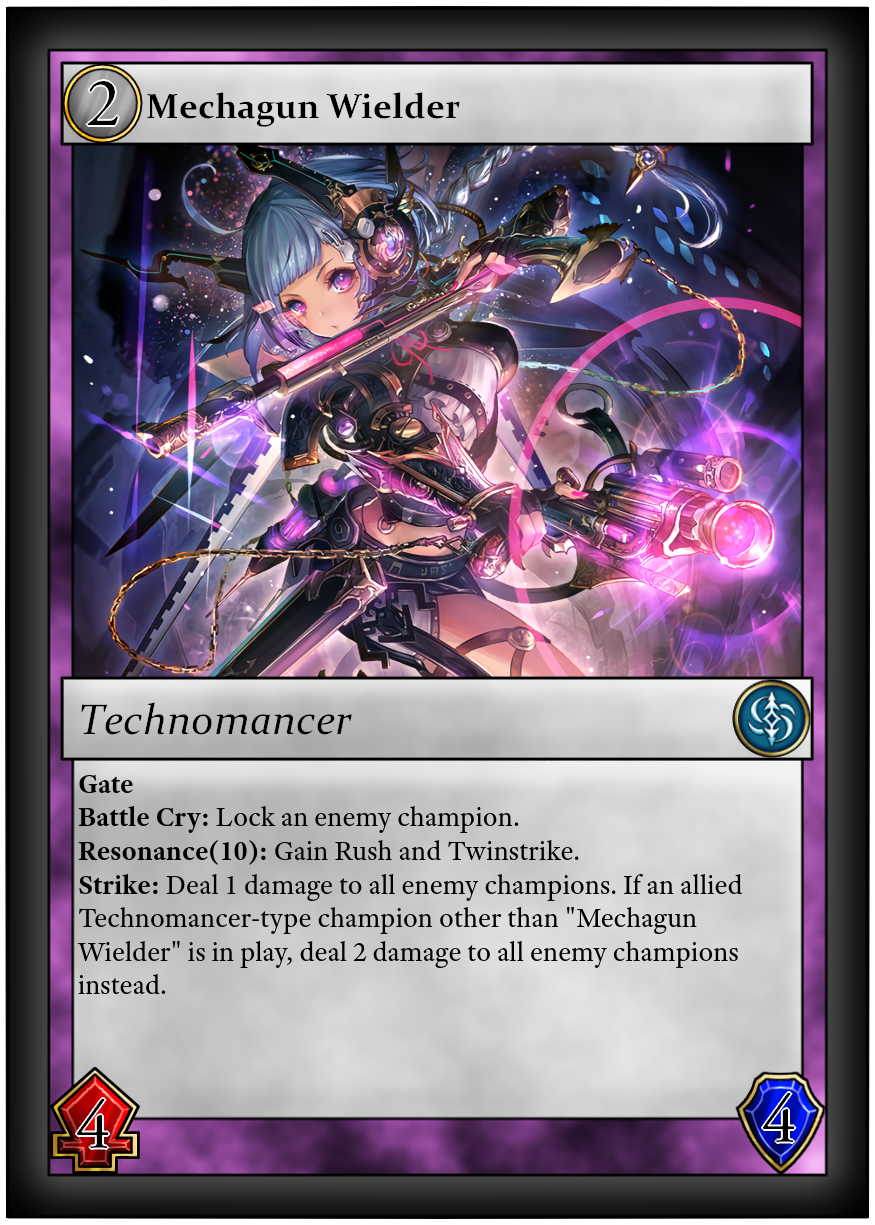 2
Mechagun Wielder
Technomancer
Gate
Battle Cry: Lock an enemy champion.
Resonance(10): Gain Rush and Twinstrike.
Strike: Deal 1 damage to all enemy champions. If an allied
Technomancer-type champion other than "Mechagun
Wielder" is in play, deal 2 damage to all enemy champions
instead.
4
4